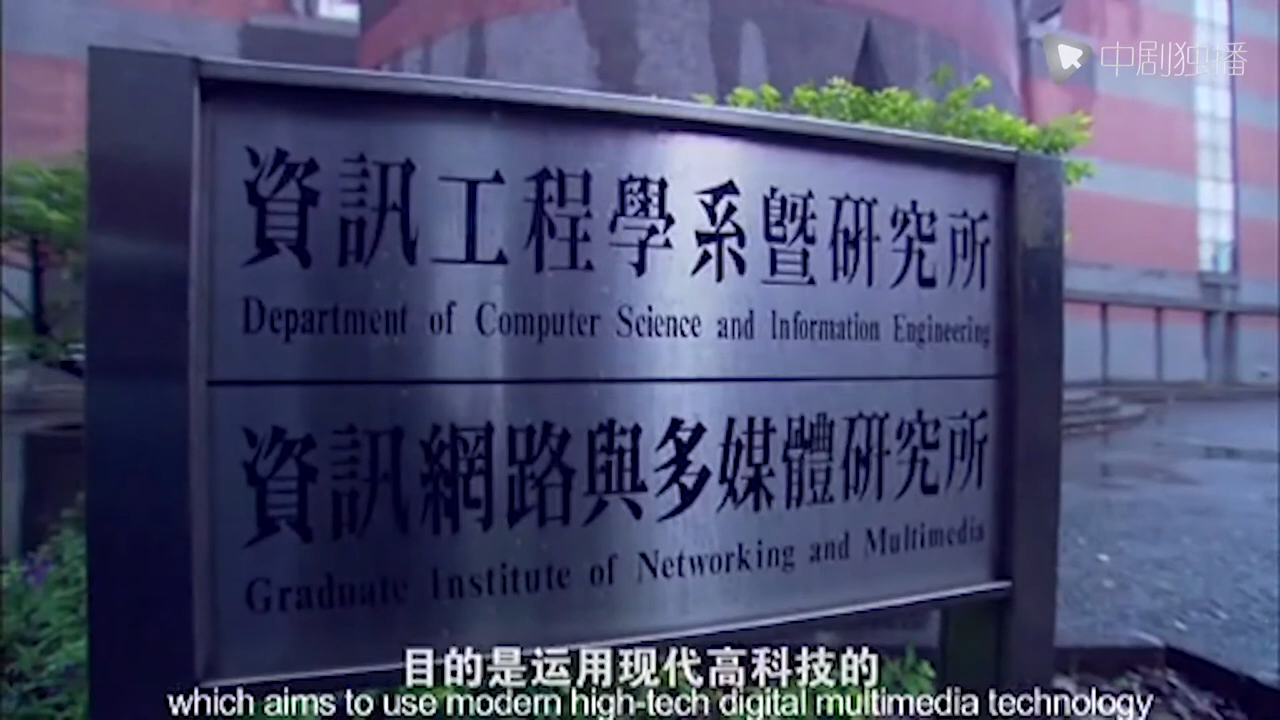 中剧独播
資訊工程學系暨研究所
Department of Computer Science and Information Engineering
資訊網路與多媒體研究所
Graduate Institute of Networking and Multimedia
目的是运用现代高科技的
which aims to use modern high-tech digital multimedia technology